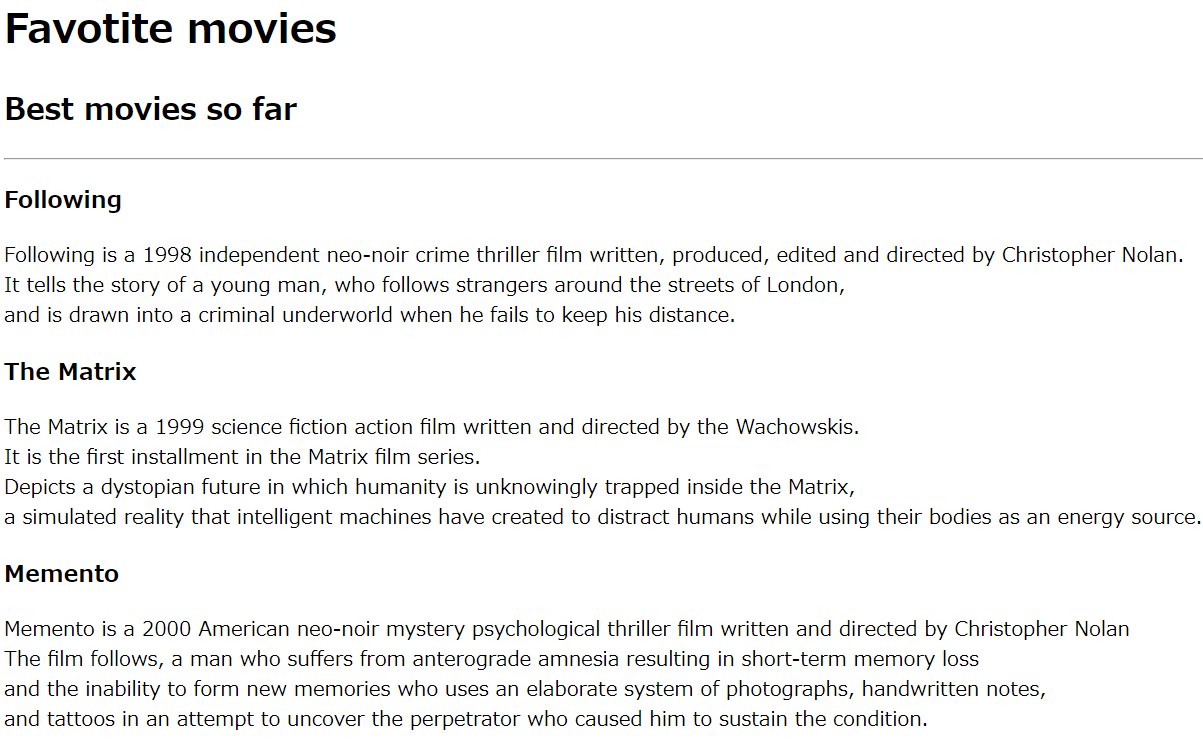 Favotite movies
Best movies so far
Following
Following is a 1998 independent neo-noir crime thriller film written, produced, edited and directed by Christopher Nolan.
It tells the story of a young man, who follows strangers around the streets of London,
and is drawn into a criminal underworld when he fails to keep his distance.
The Matrix
The Matrix is a 1999 science fiction action film written and directed by the Wachowskis.
It is the first installment in the Matrix film series.
Depicts a dystopian future in which humanity is unknowingly trapped inside the Matrix,
a simulated reality that intelligent machines have created to distract humans while using their bodies as an energy source.
Memento
Memento is a 2000 American neo-noir mystery psychological thriller film written and directed by Christopher Nolan
The film follows, a man who suffers from anterograde amnesia resulting in short-term memory loss
and the inability to form new memories who uses an elaborate system of photographs, handwritten notes,
and tattoos in an attempt to uncover the perpetrator who caused him to sustain the condition.